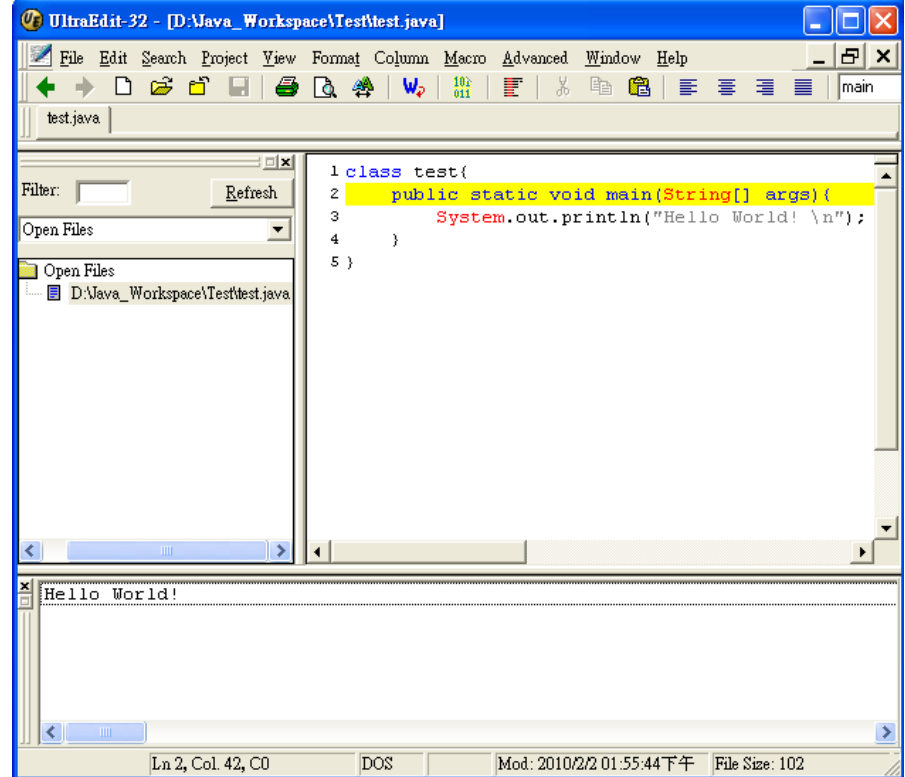 UltraEdit-32 - [D:\Java_Workspace\Test\test.java]
File Edit Search Project View Format Column Macro Advanced Window Help
main
test.java
Filter: Refresh
Open Files
Open Files
D:\Java_Workspace\Test\test.java
1 class test{
2     public static void main(String[] args){
3         System.out.println("Hello World! \n");
4     }
5 }
Hello World!
Ln 2, Col. 42, C0 DOS Mod: 2010/2/2 01:55:44下午 File Size: 102